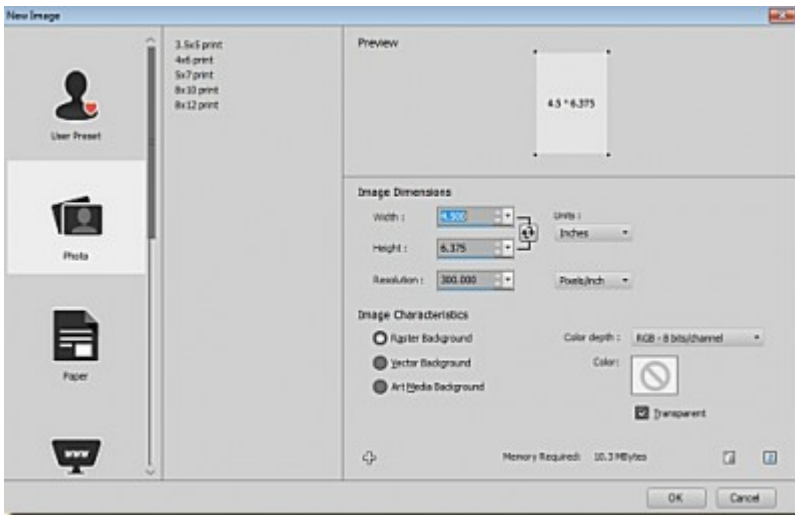 New Image
User Preset
Photo
Paper
www
3.5x5 print
4x6 print
5x7 print
8x10 print
8x12 print
Preview
4.5 * 6.375
Image Dimensions
Width : 4.500 Units :
Inches
Height : 6.375
Resolution : 300.000 Pixels/Inch
Image Characteristics
Raster Background Color depth : RGB - 8 bits/channel
Vector Background Color:
Art Media Background
Transparent
Memory Required: 10.3 MBytes
OK Cancel